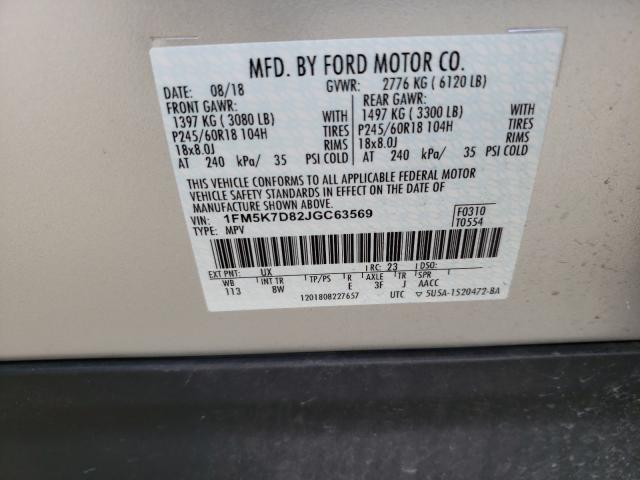 MFD. BY FORD MOTOR CO.
DATE: 08/18 GVWR: 2776 KG ( 6120 LB)
FRONT GAWR: REAR GAWR:
1397 KG ( 3080 LB) WITH 1497 KG ( 3300 LB) WITH
P245/60R18 104H TIRES P245/60R18 104H TIRES
18x8.0J RIMS 18x8.0J RIMS
AT 240 kPa/ 35 PSI COLD AT 240 kPa/ 35 PSI COLD
THIS VEHICLE CONFORMS TO ALL APPLICABLE FEDERAL MOTOR
VEHICLE SAFETY STANDARDS IN EFFECT ON THE DATE OF
MANUFACTURE SHOWN ABOVE.
VIN: 1FM5K7D82JGC63569 F0310
TYPE: MPV T0554
EXT PNT: UX RC: 23 DSO:
WB INT TR TP/PS R AXLE TR SPR
113 8W E 3F J AACC
1201808227657 UTC 5U5A-1520472-BA